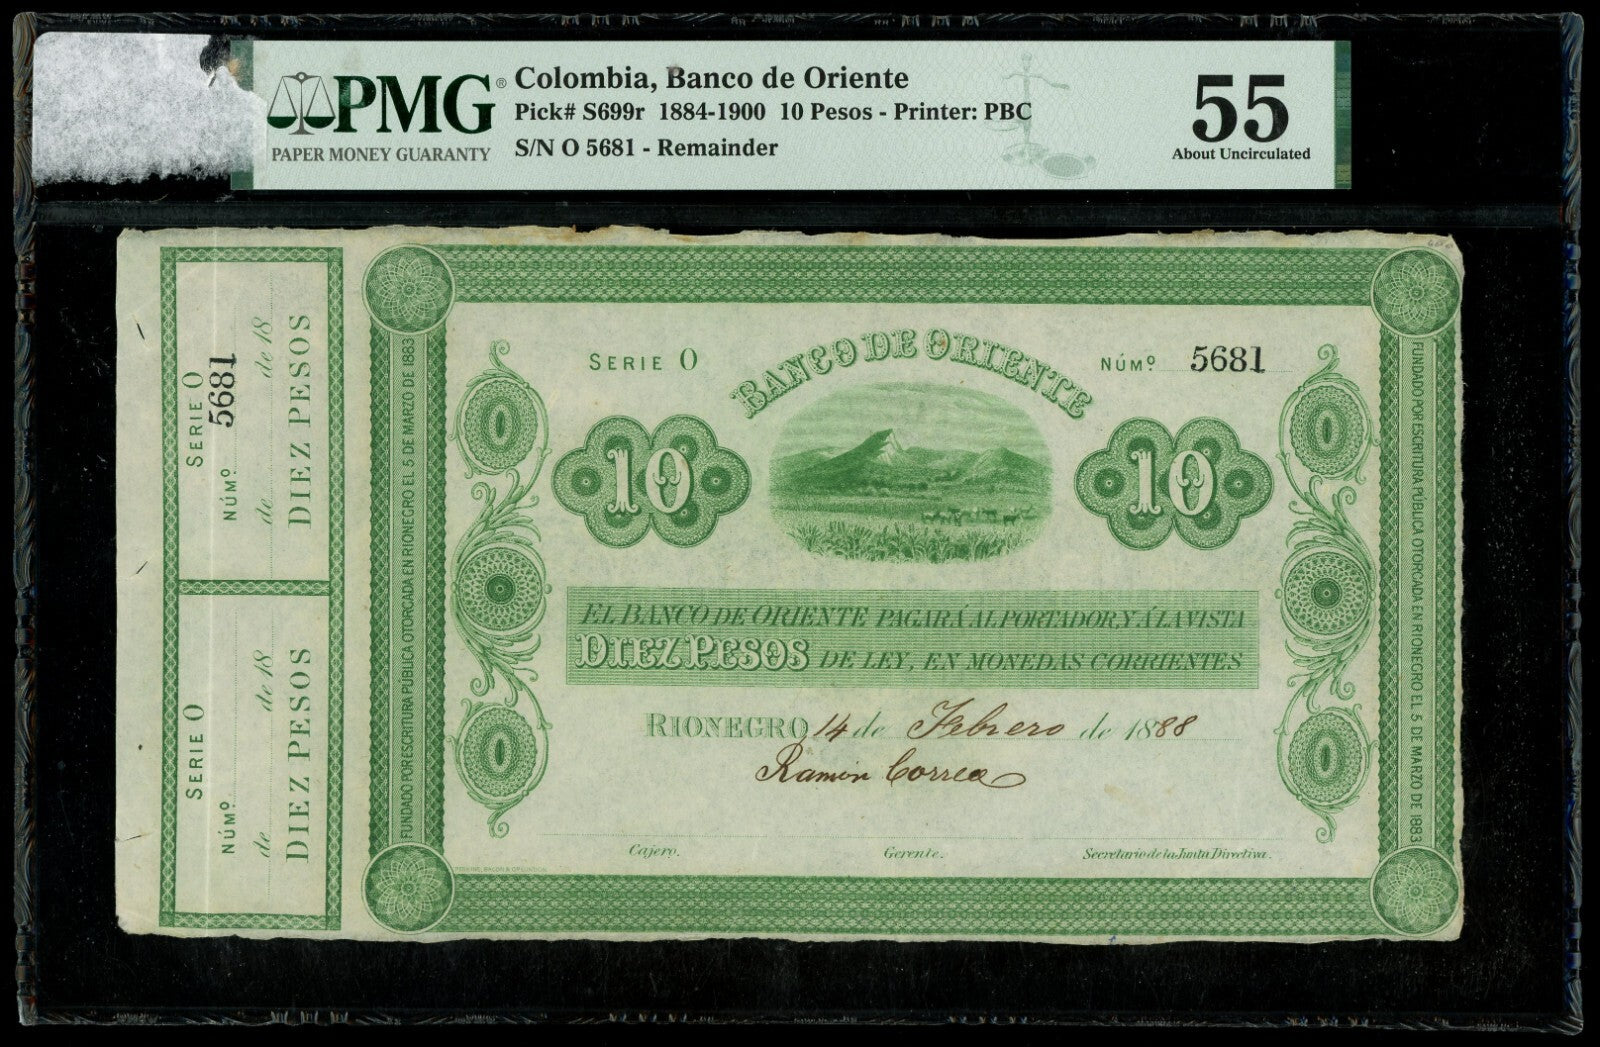 PMG®
PAPER MONEY GUARANTY
Colombia, Banco de Oriente
Pick# S699r 1884-1900 10 Pesos - Printer: PBC
S/N O 5681 - Remainder
55
About Uncirculated
SERIE O
NÚMº 5681
de de 18
DIEZ PESOS
SERIE O
NÚMº
de de 18
DIEZ PESOS
FUNDADO POR ESCRITURA PUBLICA OTORGADA EN RIONEGRO EL 5 DE MARZO DE 1883
SERIE O
BANCO DE ORIENTE
NÚMº 5681
10
10
EL BANCO DE ORIENTE PAGARÁ AL PORTADOR, Y Á LA VISTA
DIEZ PESOS DE LEY, EN MONEDAS CORRIENTES
RIONEGRO 14 de Febrero de 1888
Ramón Correa
Cajero.
Gerente.
Secretario de la Junta Directiva.
FUNDADO POR ESCRITURA PUBLICA OTORGADA EN RIONEGRO EL 5 DE MARZO DE 1883